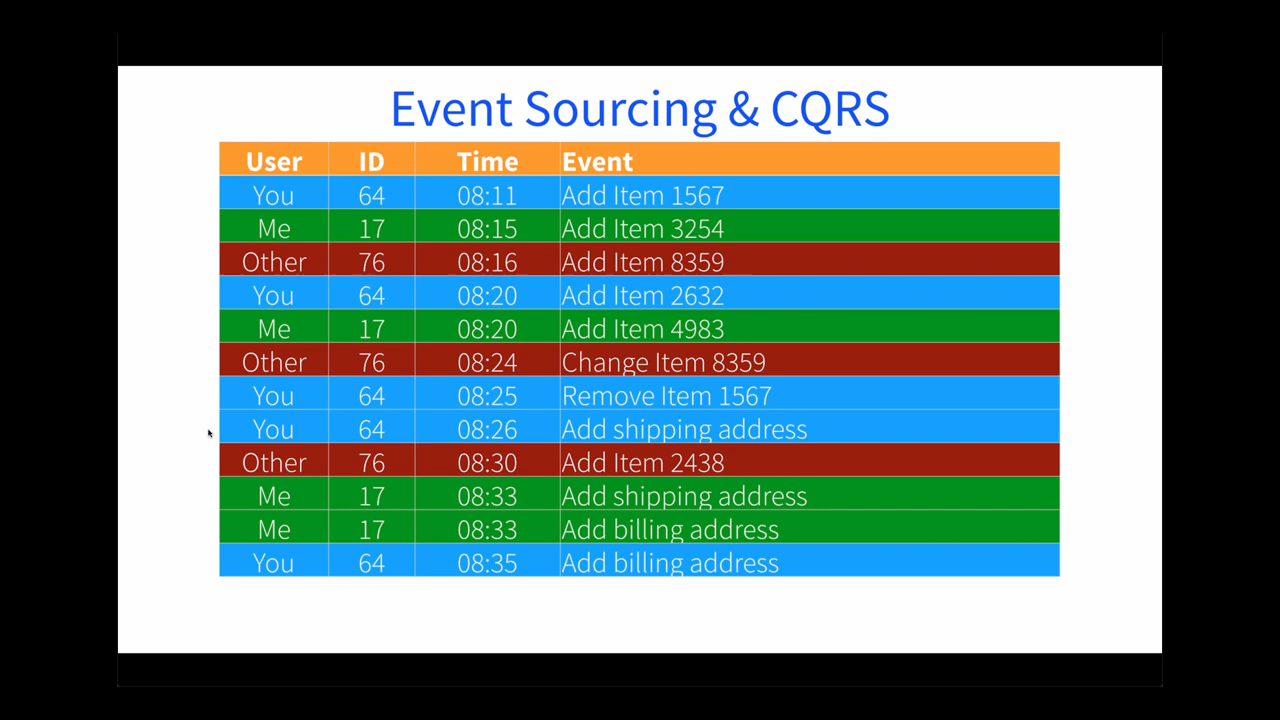 Event Sourcing & CQRS
User ID Time Event
You 64 08:11 Add Item 1567
Me 17 08:15 Add Item 3254
Other 76 08:16 Add Item 8359
You 64 08:20 Add Item 2632
Me 17 08:20 Add Item 4983
Other 76 08:24 Change Item 8359
You 64 08:25 Remove Item 1567
You 64 08:26 Add shipping address
Other 76 08:30 Add Item 2438
Me 17 08:33 Add shipping address
Me 17 08:33 Add billing address
You 64 08:35 Add billing address